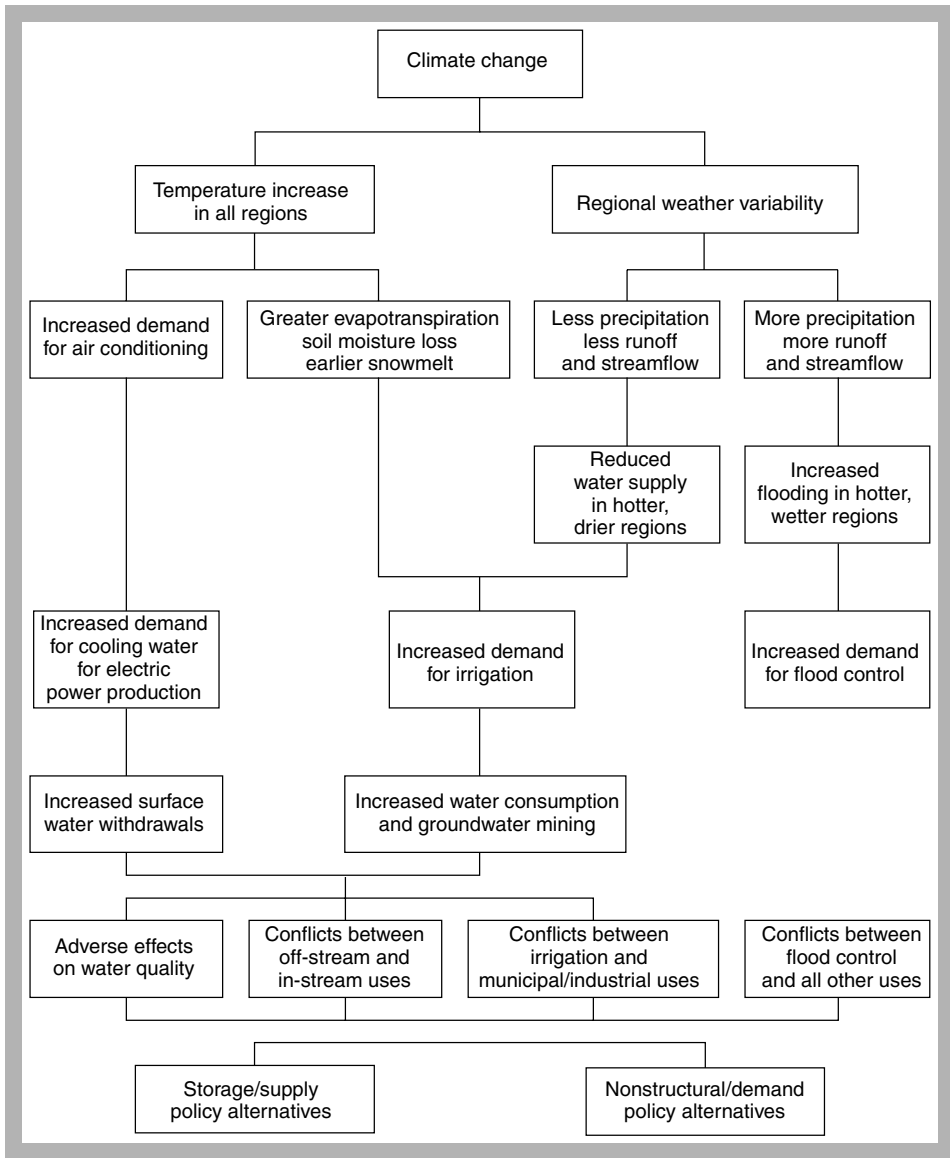 Climate change
Temperature increase
in all regions
Regional weather variability
Increased demand
for air conditioning
Greater evapotranspiration
soil moisture loss
earlier snowmelt
Less precipitation
less runoff
and streamflow
More precipitation
more runoff
and streamflow
Reduced
water supply
in hotter,
drier regions
Increased
flooding in hotter,
wetter regions
Increased demand
for cooling water
for electric
power production
Increased demand
for irrigation
Increased demand
for flood control
Increased surface
water withdrawals
Increased water consumption
and groundwater mining
Adverse effects
on water quality
Conflicts between
off-stream and
in-stream uses
Conflicts between
irrigation and
municipal/industrial uses
Conflicts between
flood control
and all other uses
Storage/supply
policy alternatives
Nonstructural/demand
policy alternatives